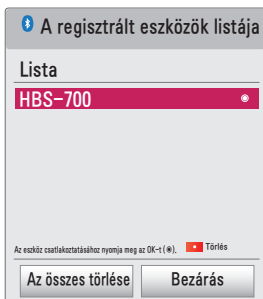 A regisztrált eszközök listája
Lista
HBS-700
Az eszköz csatlakoztatásához nyomja meg az OK-t (◉). Törlés
Az összes törlése Bezárás